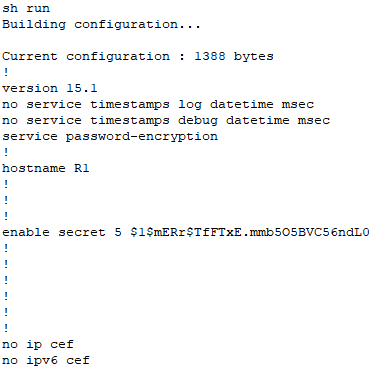 sh run
Building configuration...
Current configuration : 1388 bytes
!
version 15.1
no service timestamps log datetime msec
no service timestamps debug datetime msec
service password-encryption
!
hostname R1
!
!
!
enable secret 5 $1$mERr$TfFTxE.mmb5O5BVC56ndL0
!
!
!
!
!
!
no ip cef
no ipv6 cef